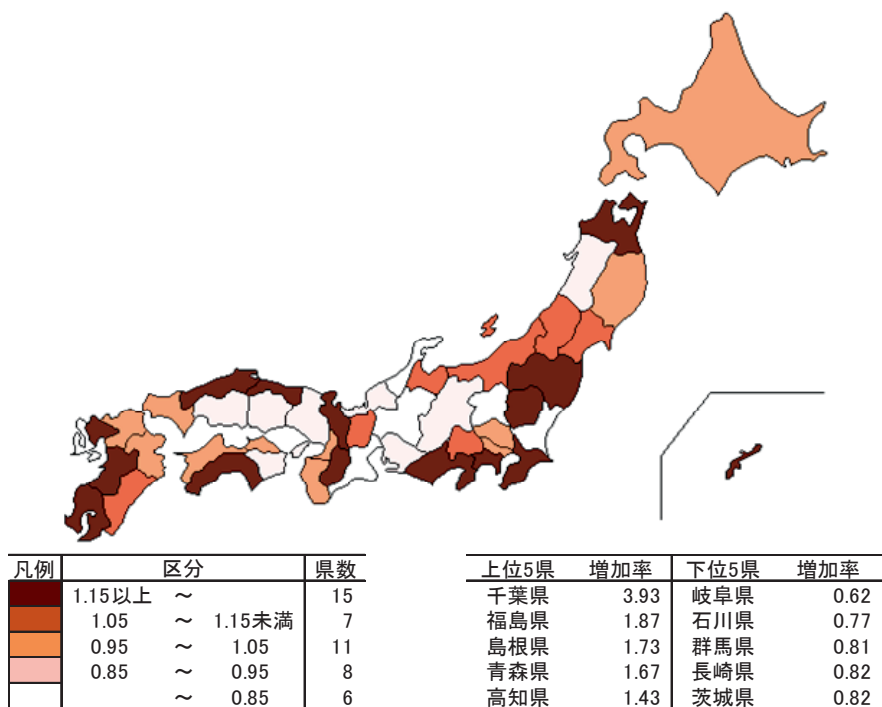 凡例 区分 県数
1.15以上 ～ 15
1.05 ～ 1.15未満 7
0.95 ～ 1.05 11
0.85 ～ 0.95 8
～ 0.85 6
上位5県 増加率 下位5県 増加率
千葉県 3.93 岐阜県 0.62
福島県 1.87 石川県 0.77
島根県 1.73 群馬県 0.81
青森県 1.67 長崎県 0.82
高知県 1.43 茨城県 0.82